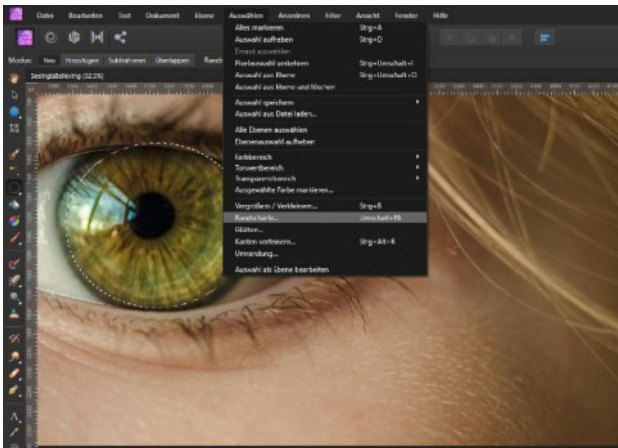 Datei Bearbeiten Text Dokument Ebene Auswählen Anordnen Filter Ansicht Fenster Hilfe
Modus: Neu Hinzufügen Subtrahieren Überlappen
SeeingIsBelieving
Alles markieren Strg+A
Auswahl aufheben Strg+D
Erneut auswählen
Pixelauswahl umkehren Strg+Umschalt+I
Auswahl aus Ebene Strg+Umschalt+O
Auswahl aus Ebene und löschen
Auswahl speichern
Auswahl aus Datei laden...
Alle Ebenen auswählen
Ebenenauswahl aufheben
Farbbereich
Tonwertbereich
Transparenzbereich
Ausgewählte Farbe markieren...
Vergrößern / Verkleinern... Strg+B
Randschärfe... Umschalt+F6
Glätten...
Kanten verfeinern... Strg+Alt+R
Umrandung...
Auswahl als Ebene bearbeiten